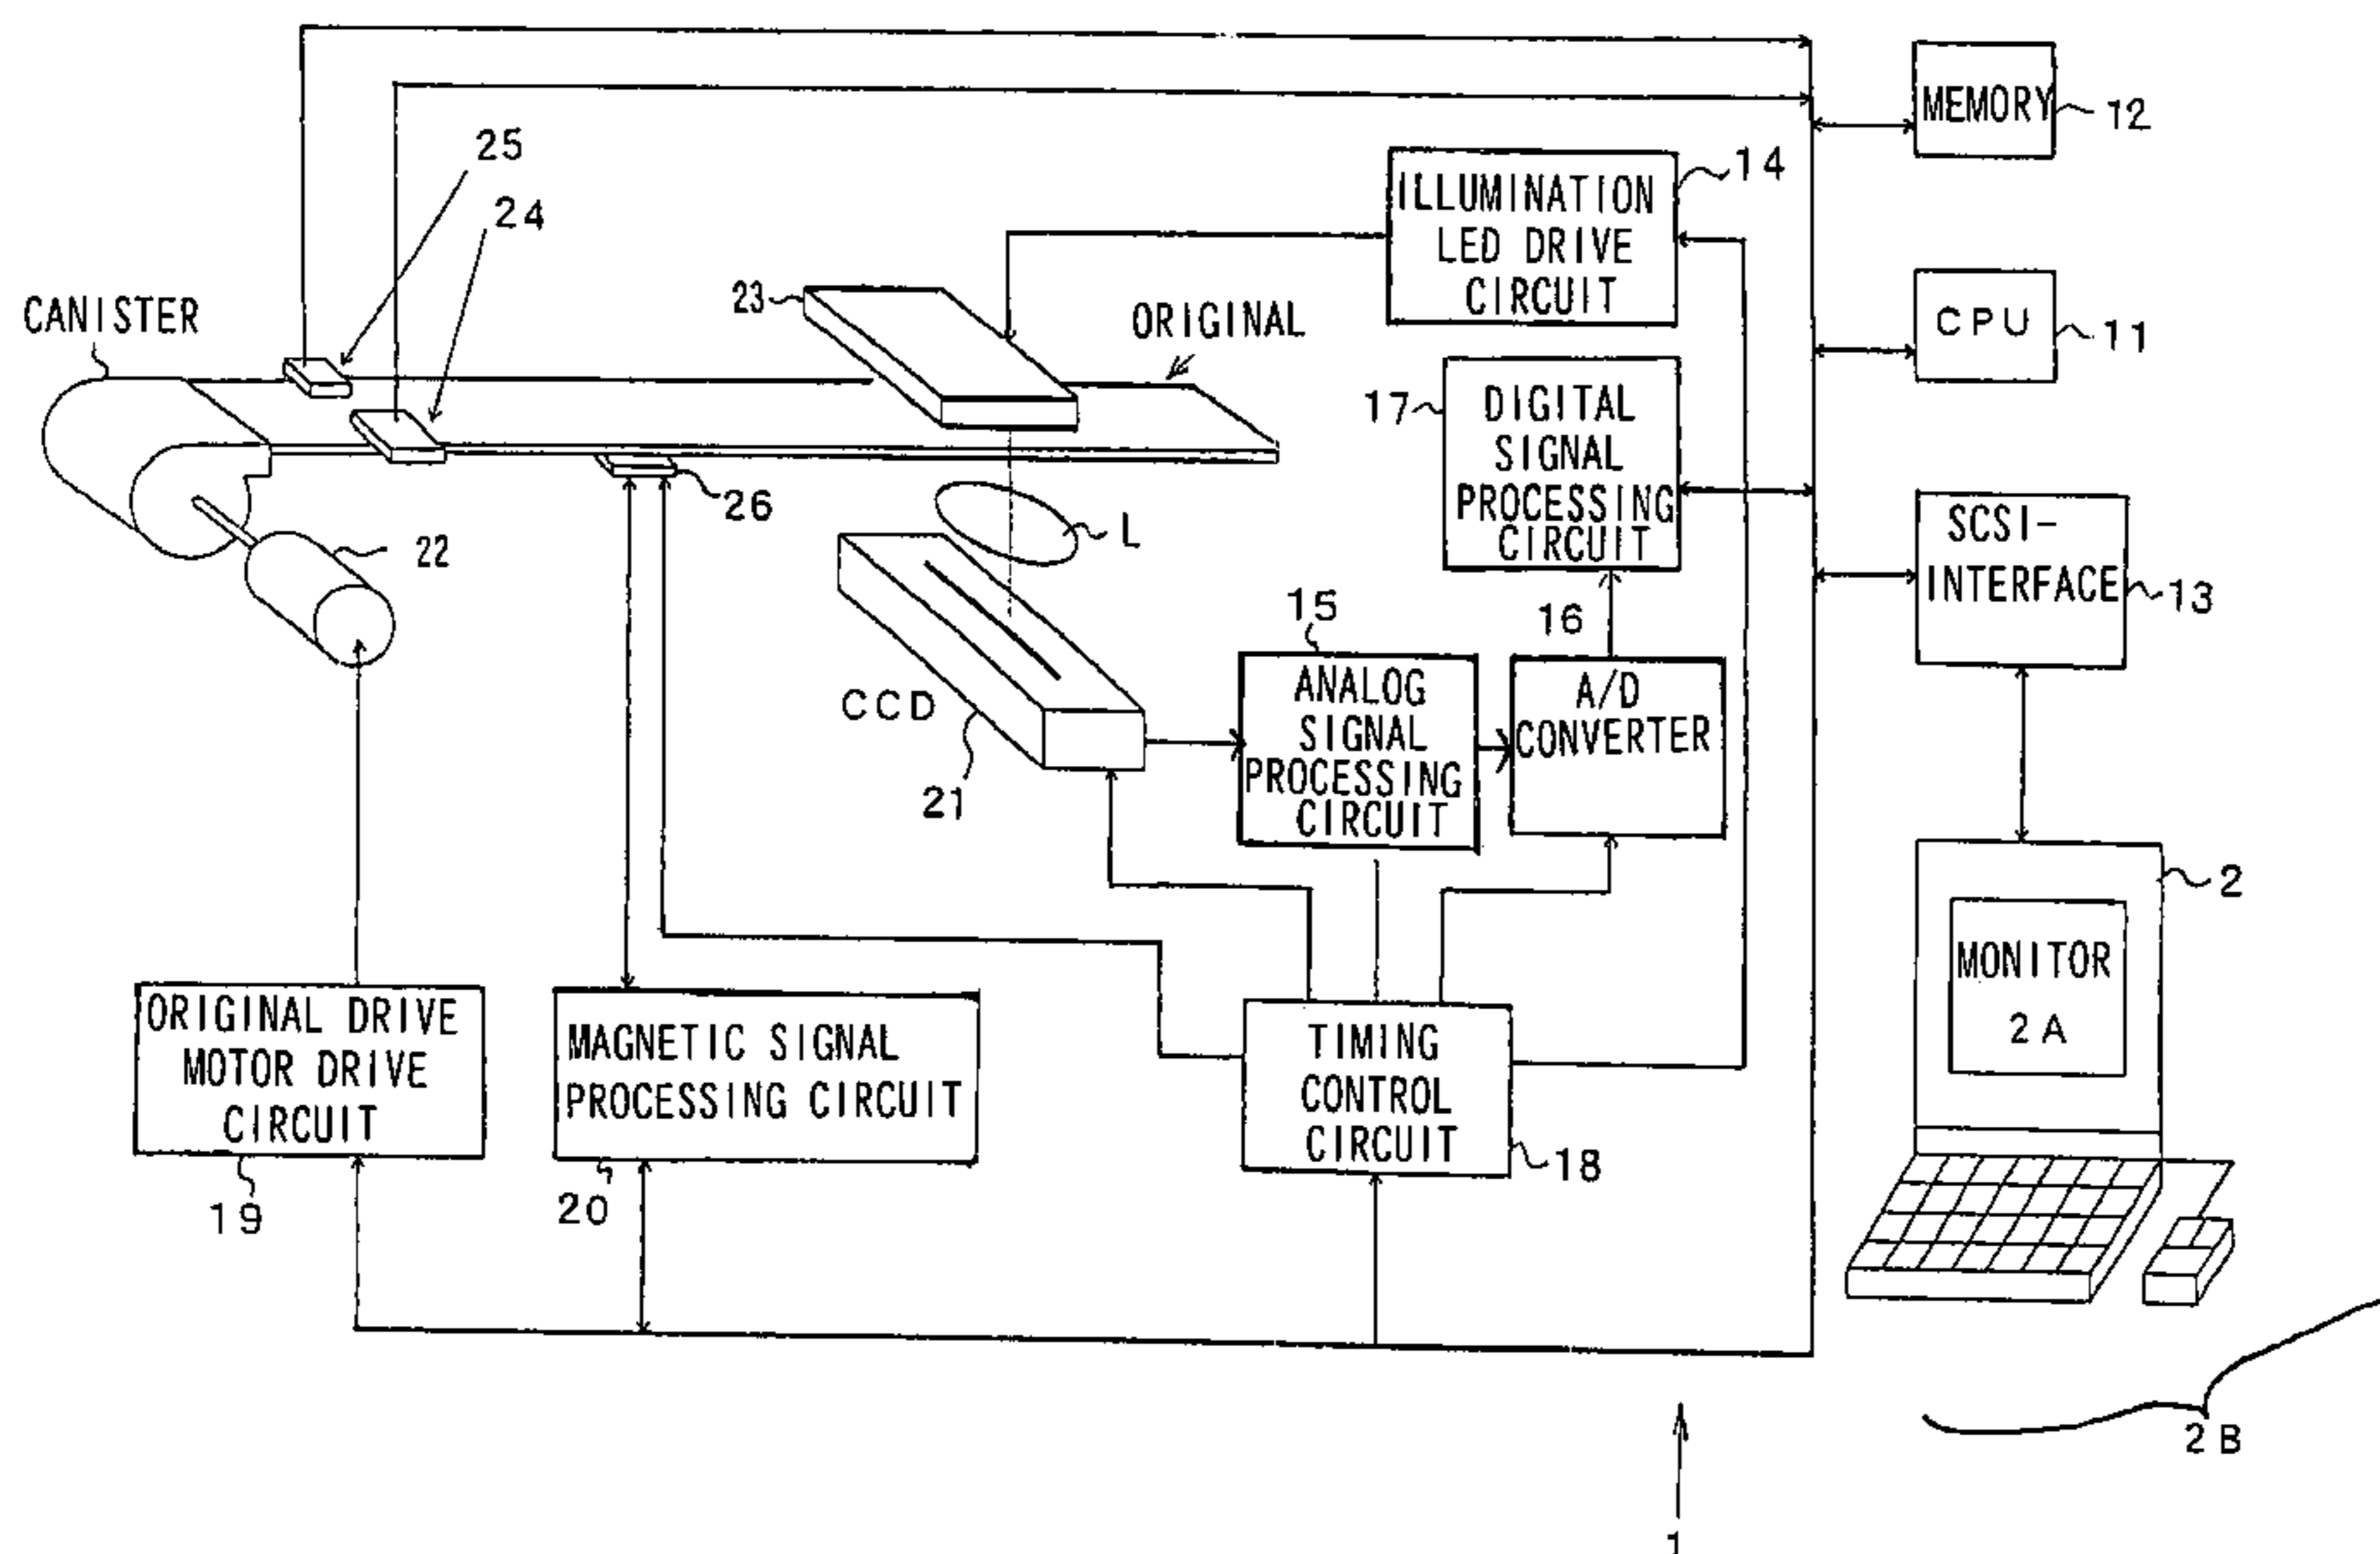 MEMORY
12
25
14
ILLUMINATION
LED DRIVE
CIRCUIT
24
CANISTER
23
ORIGINAL
CPU
11
17
DIGITAL
SIGNAL
PROCESSING
CIRCUIT
26
L
22
SCSI-
INTERFACE
13
15
16
CCD
21
ANALOG
SIGNAL
PROCESSING
CIRCUIT
A/D
CONVERTER
2
MONITOR
2A
ORIGINAL DRIVE
MOTOR DRIVE
CIRCUIT
19
MAGNETIC SIGNAL
PROCESSING CIRCUIT
20
TIMING
CONTROL
CIRCUIT
18
2B
1